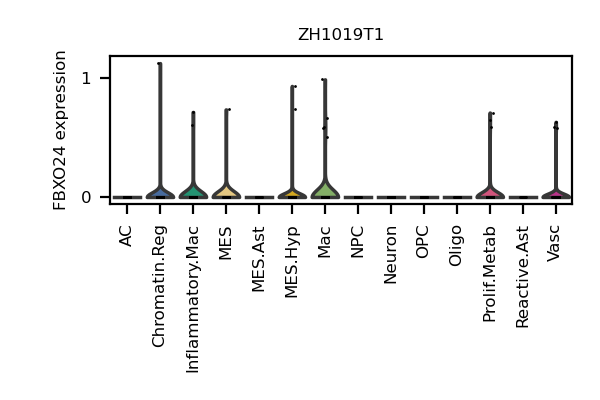 ZH1019T1
FBXO24 expression
1
0
AC
Chromatin.Reg
Inflammatory.Mac
MES
MES.Ast
MES.Hyp
Mac
NPC
Neuron
OPC
Oligo
Prolif.Metab
Reactive.Ast
Vasc